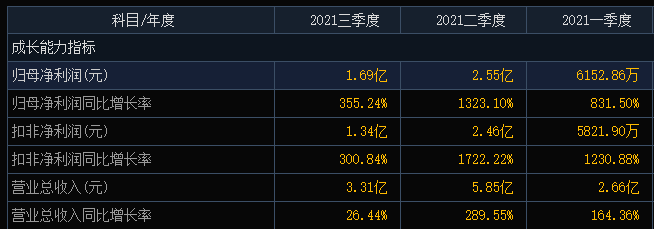 科目/年度 2021三季度 2021二季度 2021一季度
成长能力指标
归母净利润(元) 1.69亿 2.55亿 6152.86万
归母净利润同比增长率 355.24% 1323.10% 831.50%
扣非净利润(元) 1.34亿 2.46亿 5821.90万
扣非净利润同比增长率 300.84% 1722.22% 1230.88%
营业总收入(元) 3.31亿 5.85亿 2.66亿
营业总收入同比增长率 26.44% 289.55% 164.36%